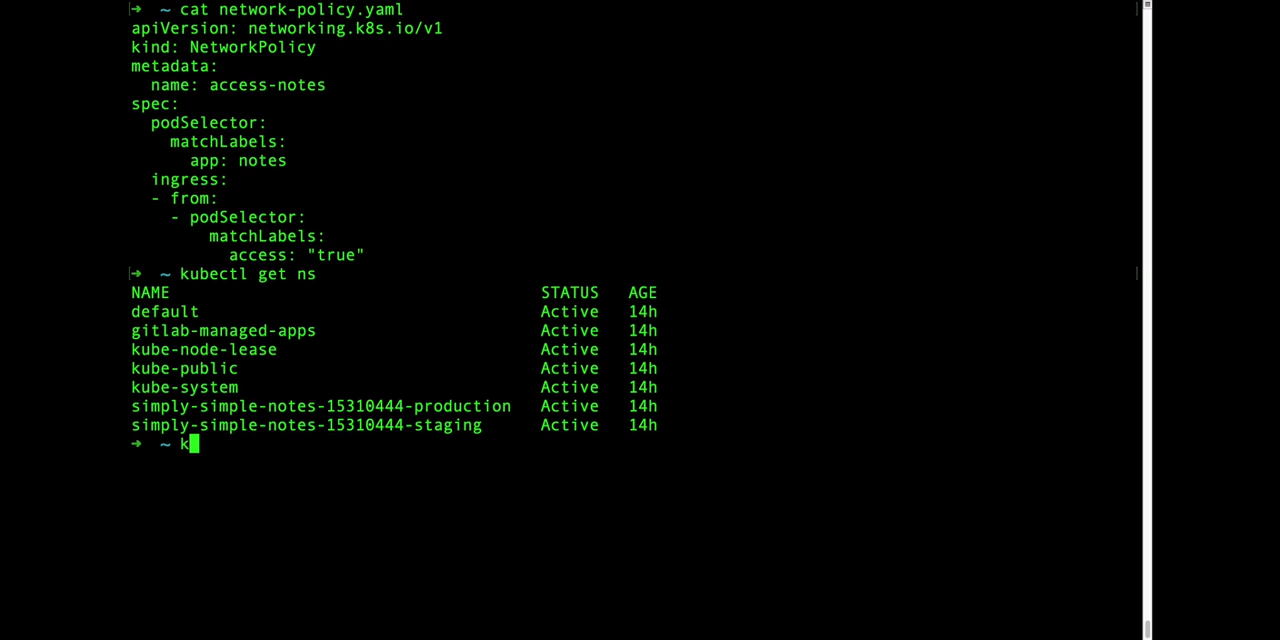 ➜  ~ cat network-policy.yaml
apiVersion: networking.k8s.io/v1
kind: NetworkPolicy
metadata:
  name: access-notes
spec:
  podSelector:
    matchLabels:
      app: notes
  ingress:
  - from:
    - podSelector:
        matchLabels:
          access: "true"
➜  ~ kubectl get ns
NAME                                      STATUS   AGE
default                                   Active   14h
gitlab-managed-apps                       Active   14h
kube-node-lease                           Active   14h
kube-public                               Active   14h
kube-system                               Active   14h
simply-simple-notes-15310444-production   Active   14h
simply-simple-notes-15310444-staging      Active   14h
➜  ~ k